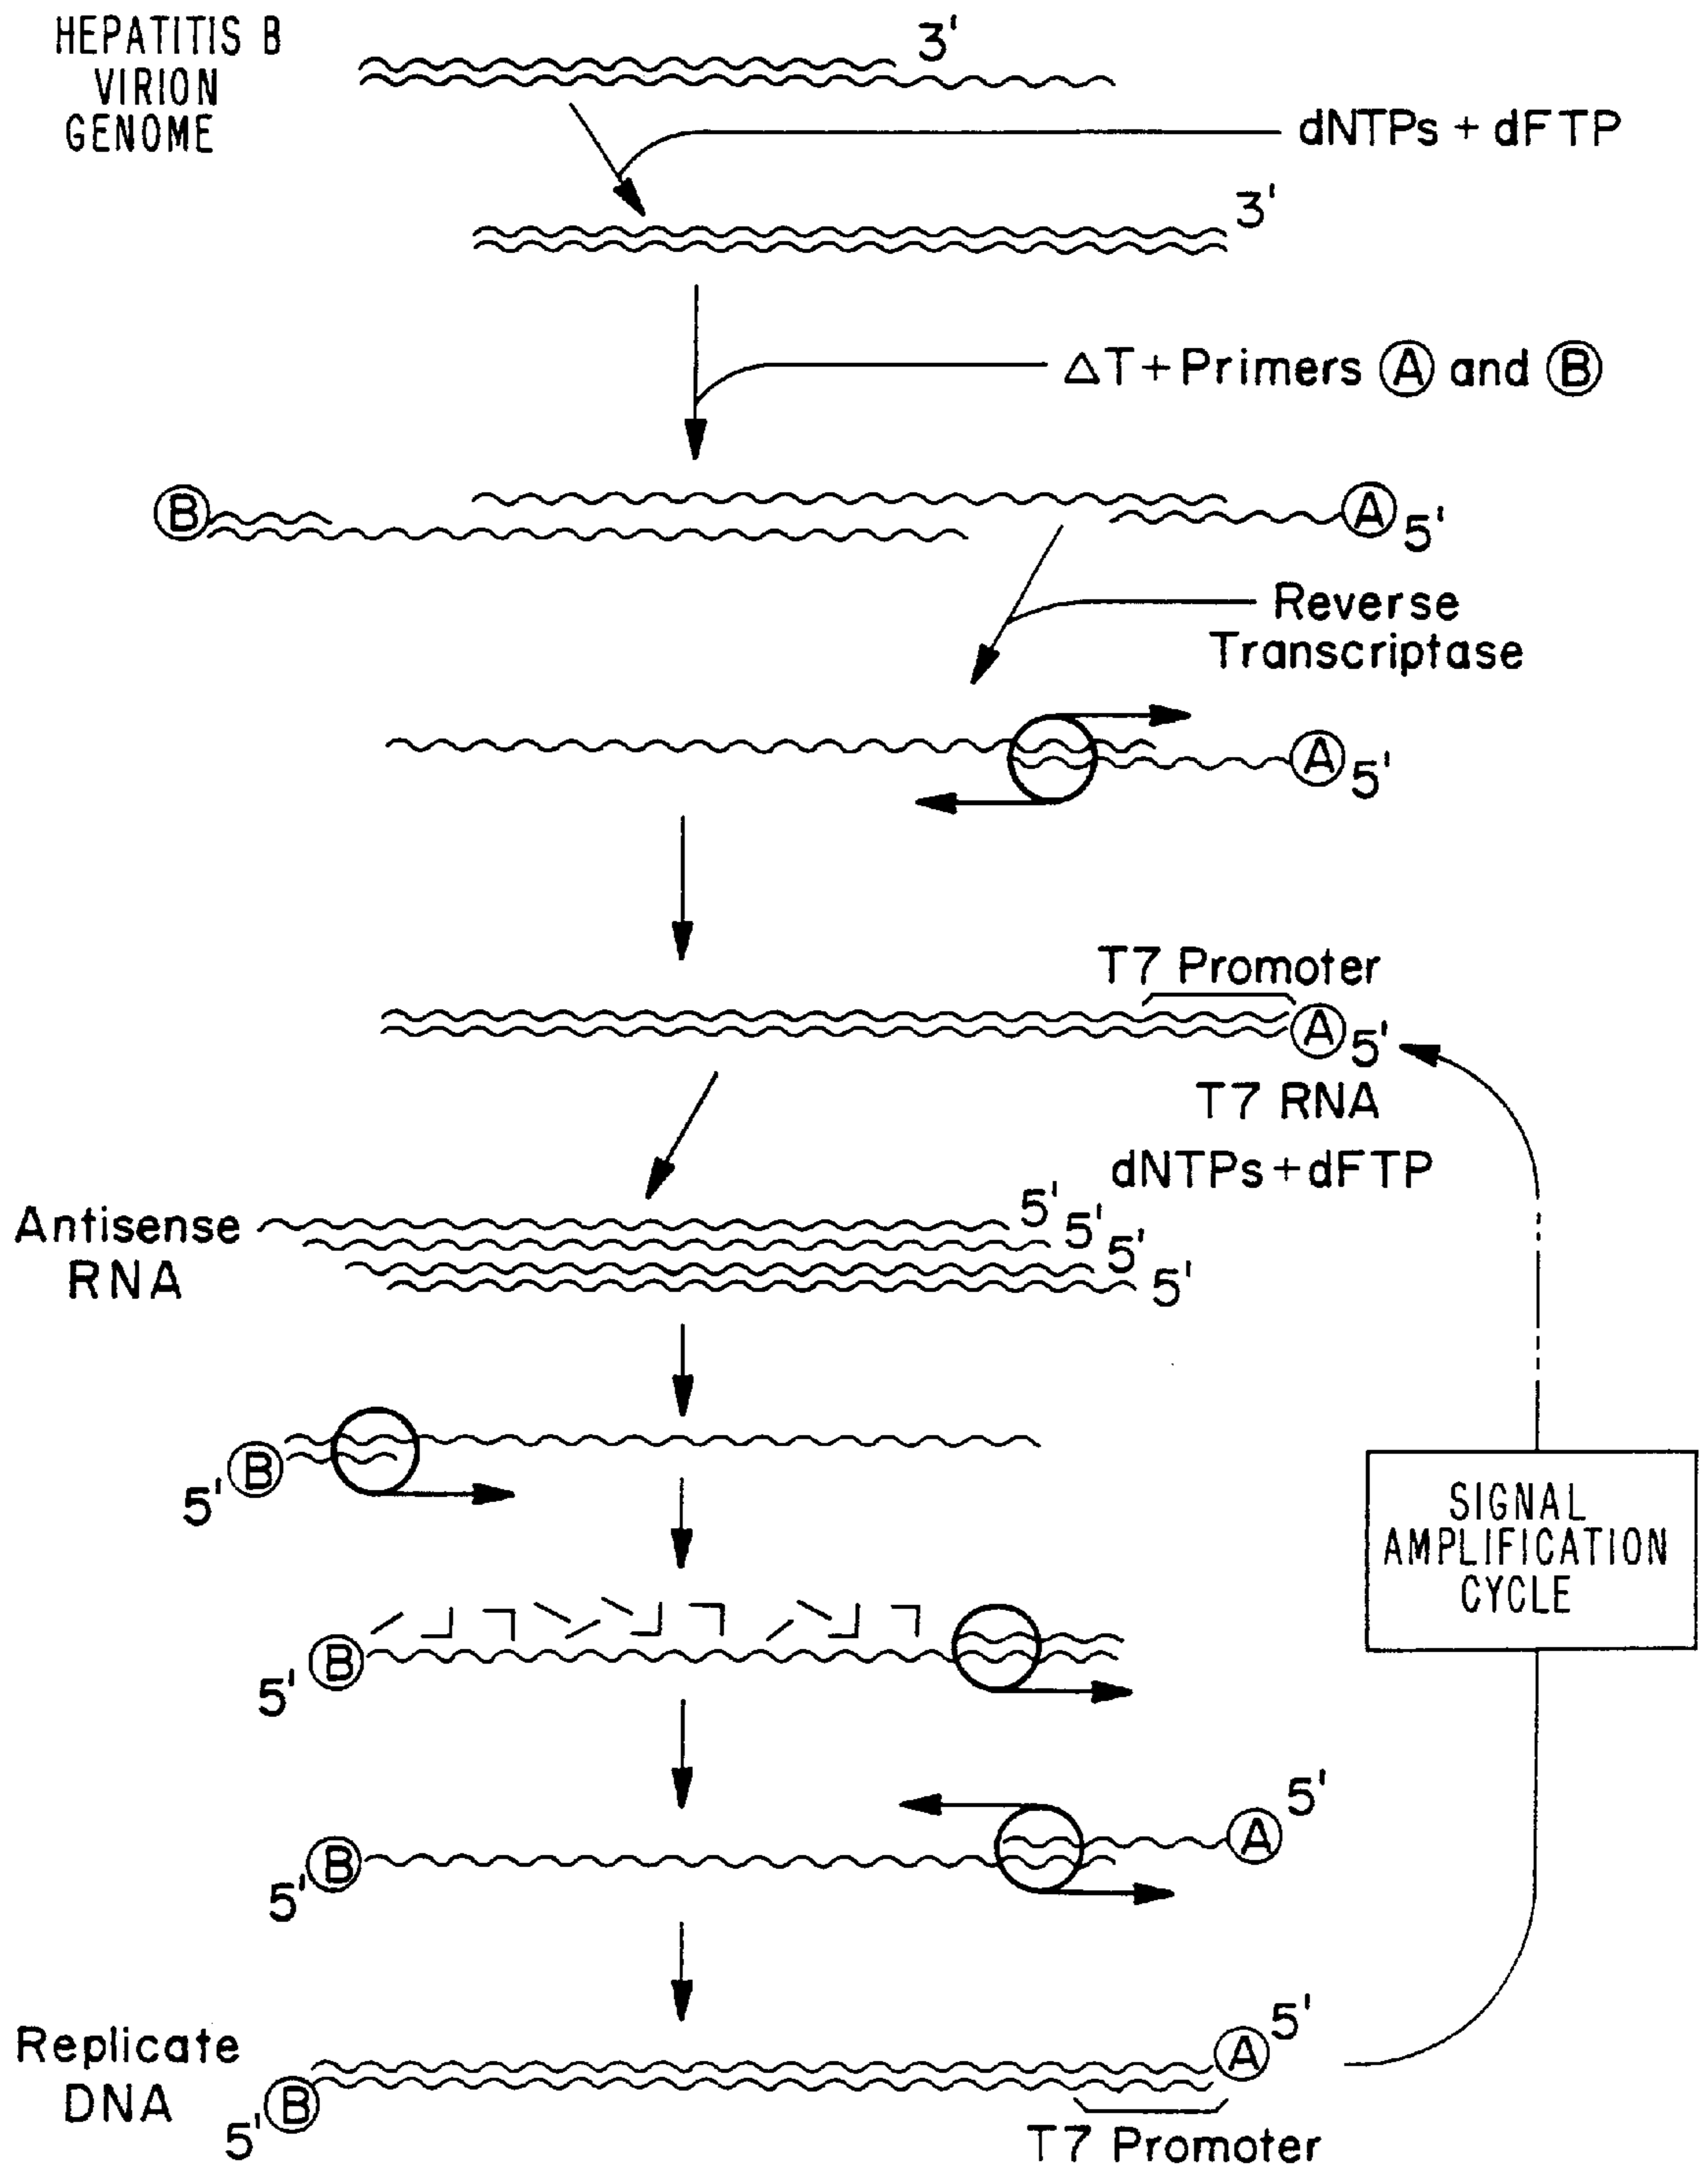 HEPATITIS B
VIRION
GENOME
3'
dNTPs + dFTP
3'
ΔT + Primers A and B
B
A 5'
Reverse
Transcriptase
A 5'
T7 Promoter
A 5'
T7 RNA
dNTPs + dFTP
Antisense
RNA
5'
5'
5'
5'
5' B
SIGNAL
AMPLIFICATION
CYCLE
5' B
5'
A
5' B
5'
A
Replicate
DNA
5' B
T7 Promoter